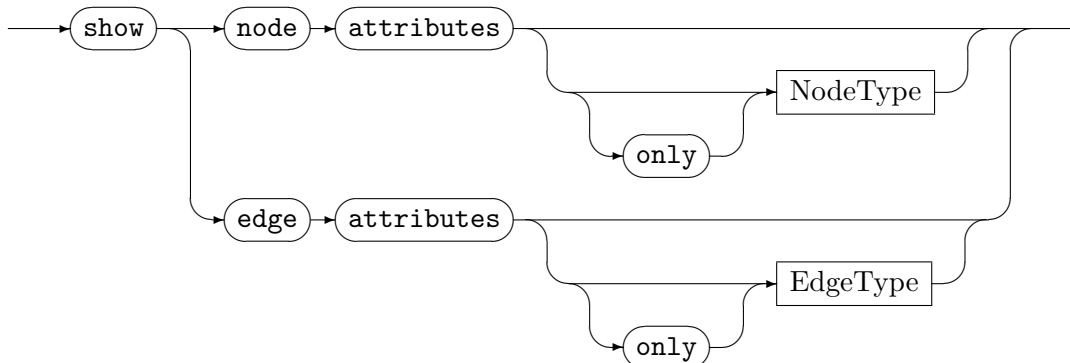 show node attributes
NodeType
only
edge attributes
EdgeType
only